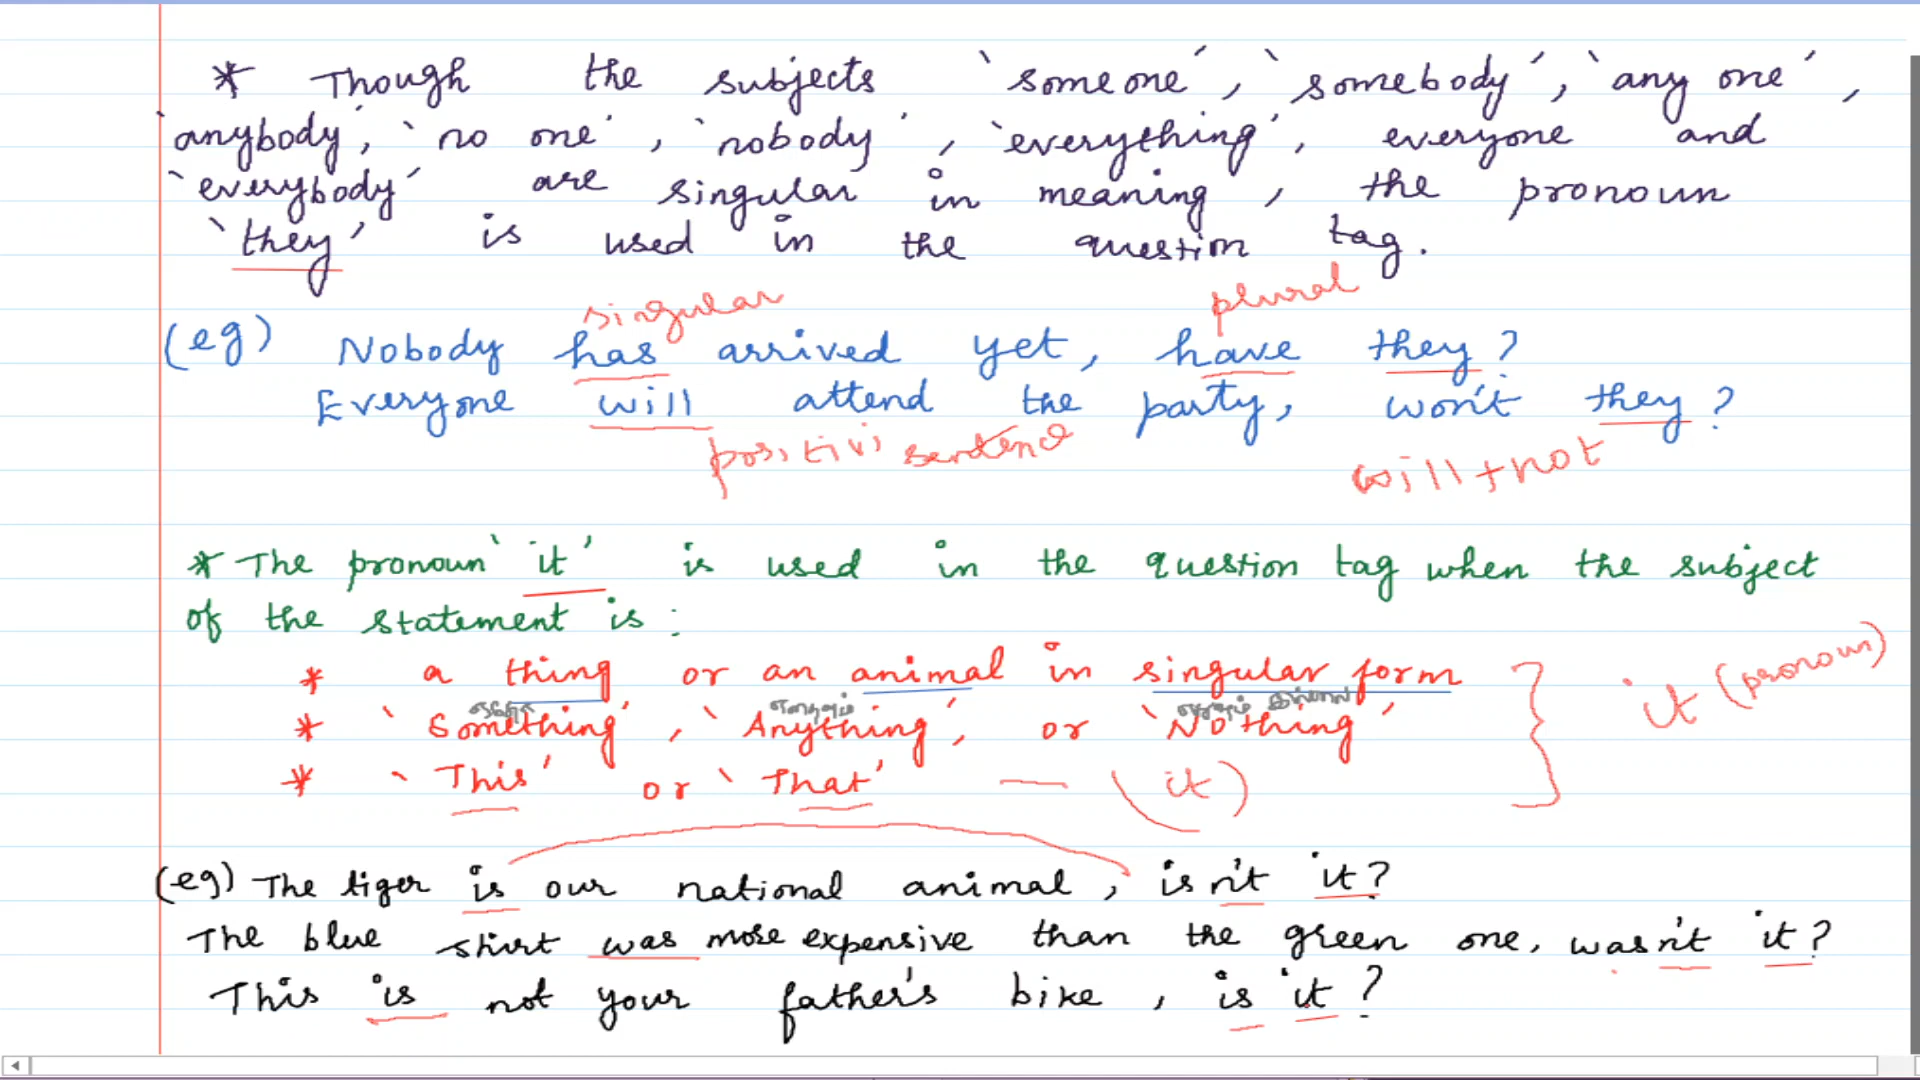 * Though the subjects `someone´, `somebody´, `any one´,
`anybody´, `no one´, `nobody´, `everything´, everyone and
`everybody´ are singular in meaning, the pronoun
`they´ is used in the question tag.
singular plural
(eg) Nobody has arrived yet, have they?
Everyone will attend the party, won't they?
positivi sentence will+not
* The pronoun `it´ is used in the question tag when the subject
of the statement is :
* a thing or an animal in singular form
it (pronoun)
* `Something´, `Anything´, or `Nothing´
* `This´ or `That´ — (it)
(eg) The tiger is our national animal, isn't it?
The blue shirt was more expensive than the green one, wasn't it?
This is not your father's bike, is it?